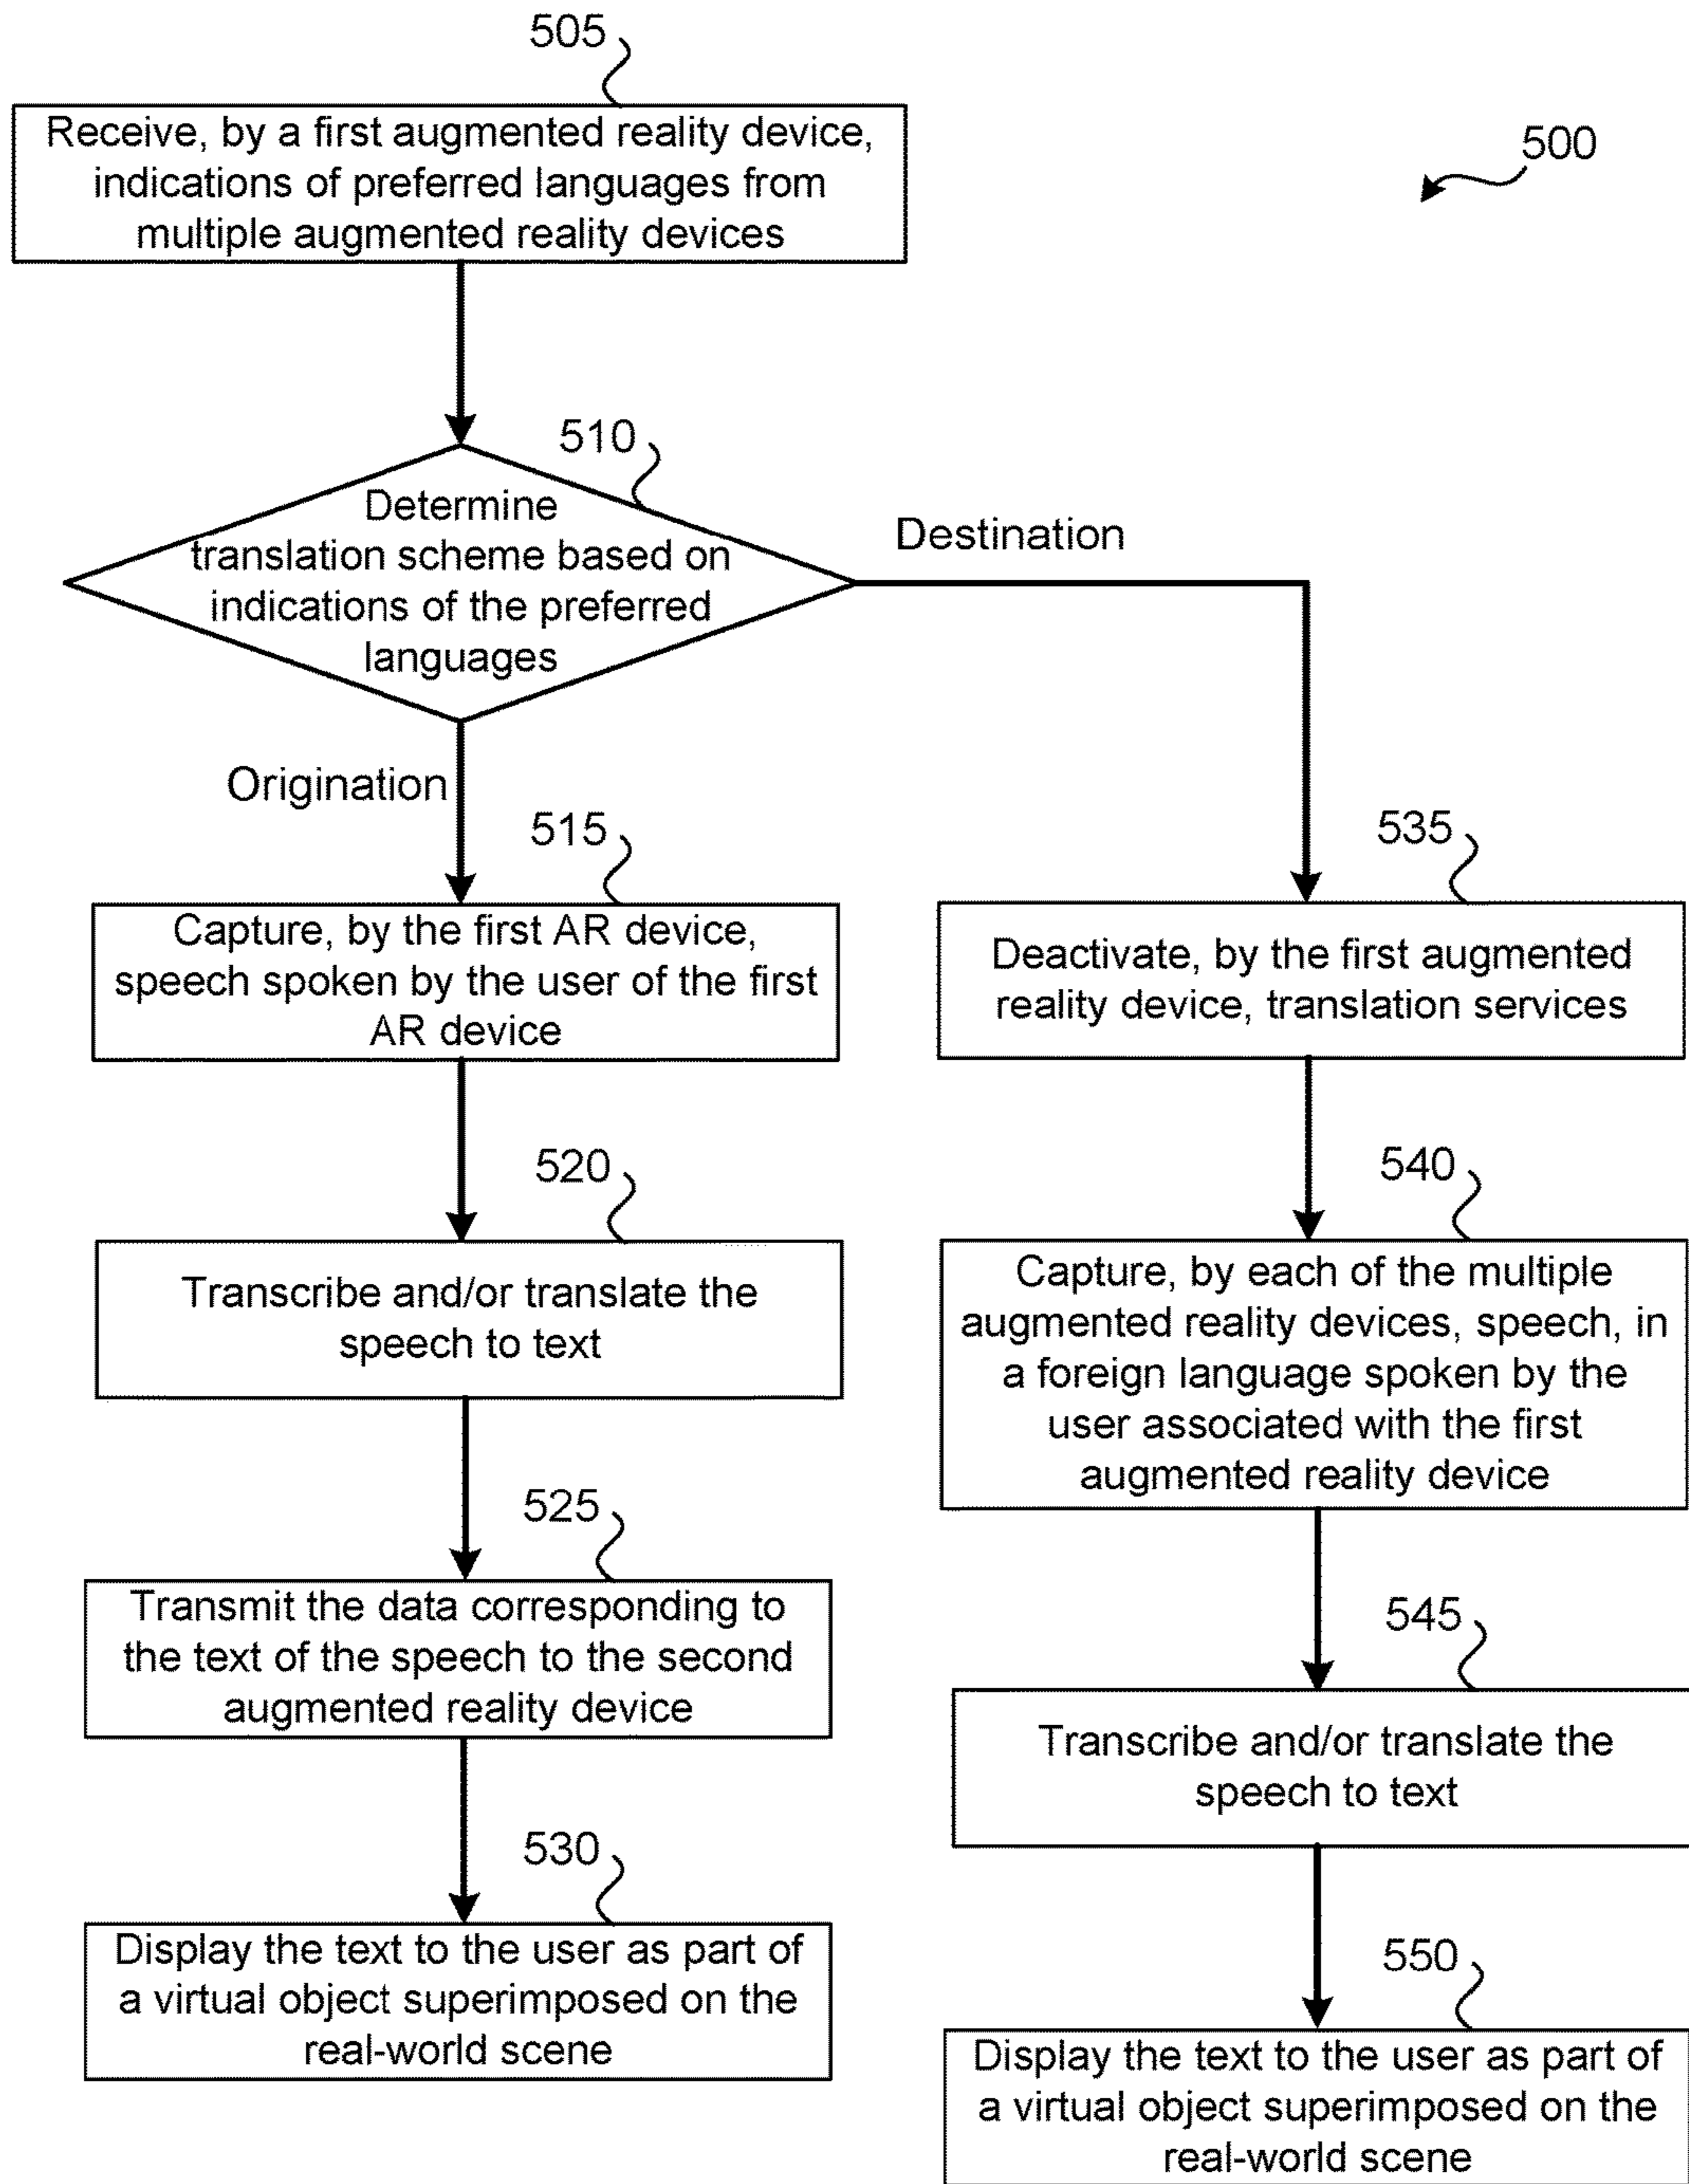 505
Receive, by a first augmented reality device,
indications of preferred languages from
multiple augmented reality devices
500
510
Determine
translation scheme based on
indications of the preferred
languages
Destination
Origination
515
Capture, by the first AR device,
speech spoken by the user of the first
AR device
520
Transcribe and/or translate the
speech to text
525
Transmit the data corresponding to
the text of the speech to the second
augmented reality device
530
Display the text to the user as part of
a virtual object superimposed on the
real-world scene
535
Deactivate, by the first augmented
reality device, translation services
540
Capture, by each of the multiple
augmented reality devices, speech, in
a foreign language spoken by the
user associated with the first
augmented reality device
545
Transcribe and/or translate the
speech to text
550
Display the text to the user as part of
a virtual object superimposed on the
real-world scene